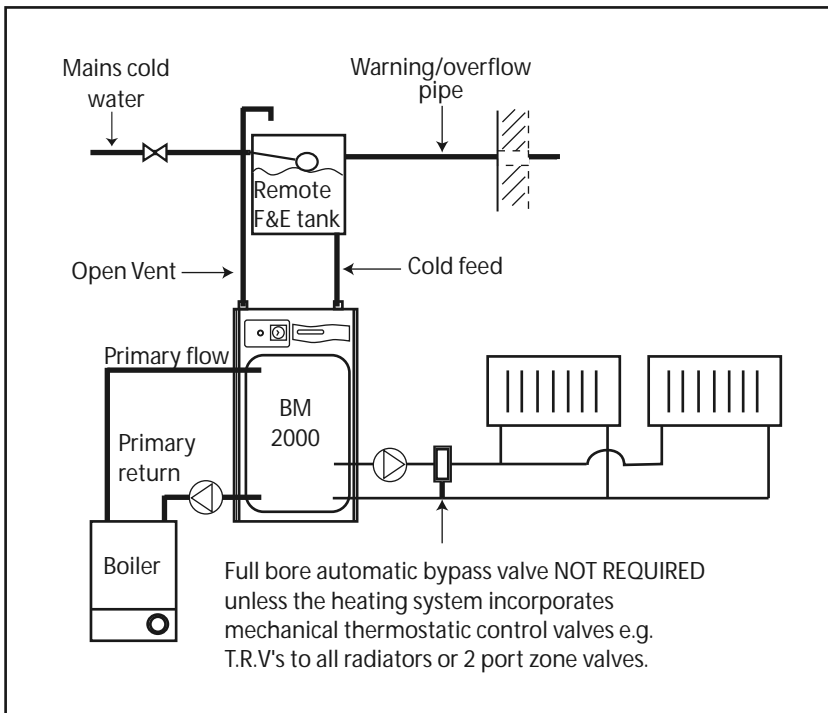 Mains cold
water
Warning/overflow
pipe
Remote
F&E tank
Open Vent
Cold feed
Primary flow
BM
2000
Primary
return
Boiler
Full bore automatic bypass valve NOT REQUIRED
unless the heating system incorporates
mechanical thermostatic control valves e.g.
T.R.V's to all radiators or 2 port zone valves.